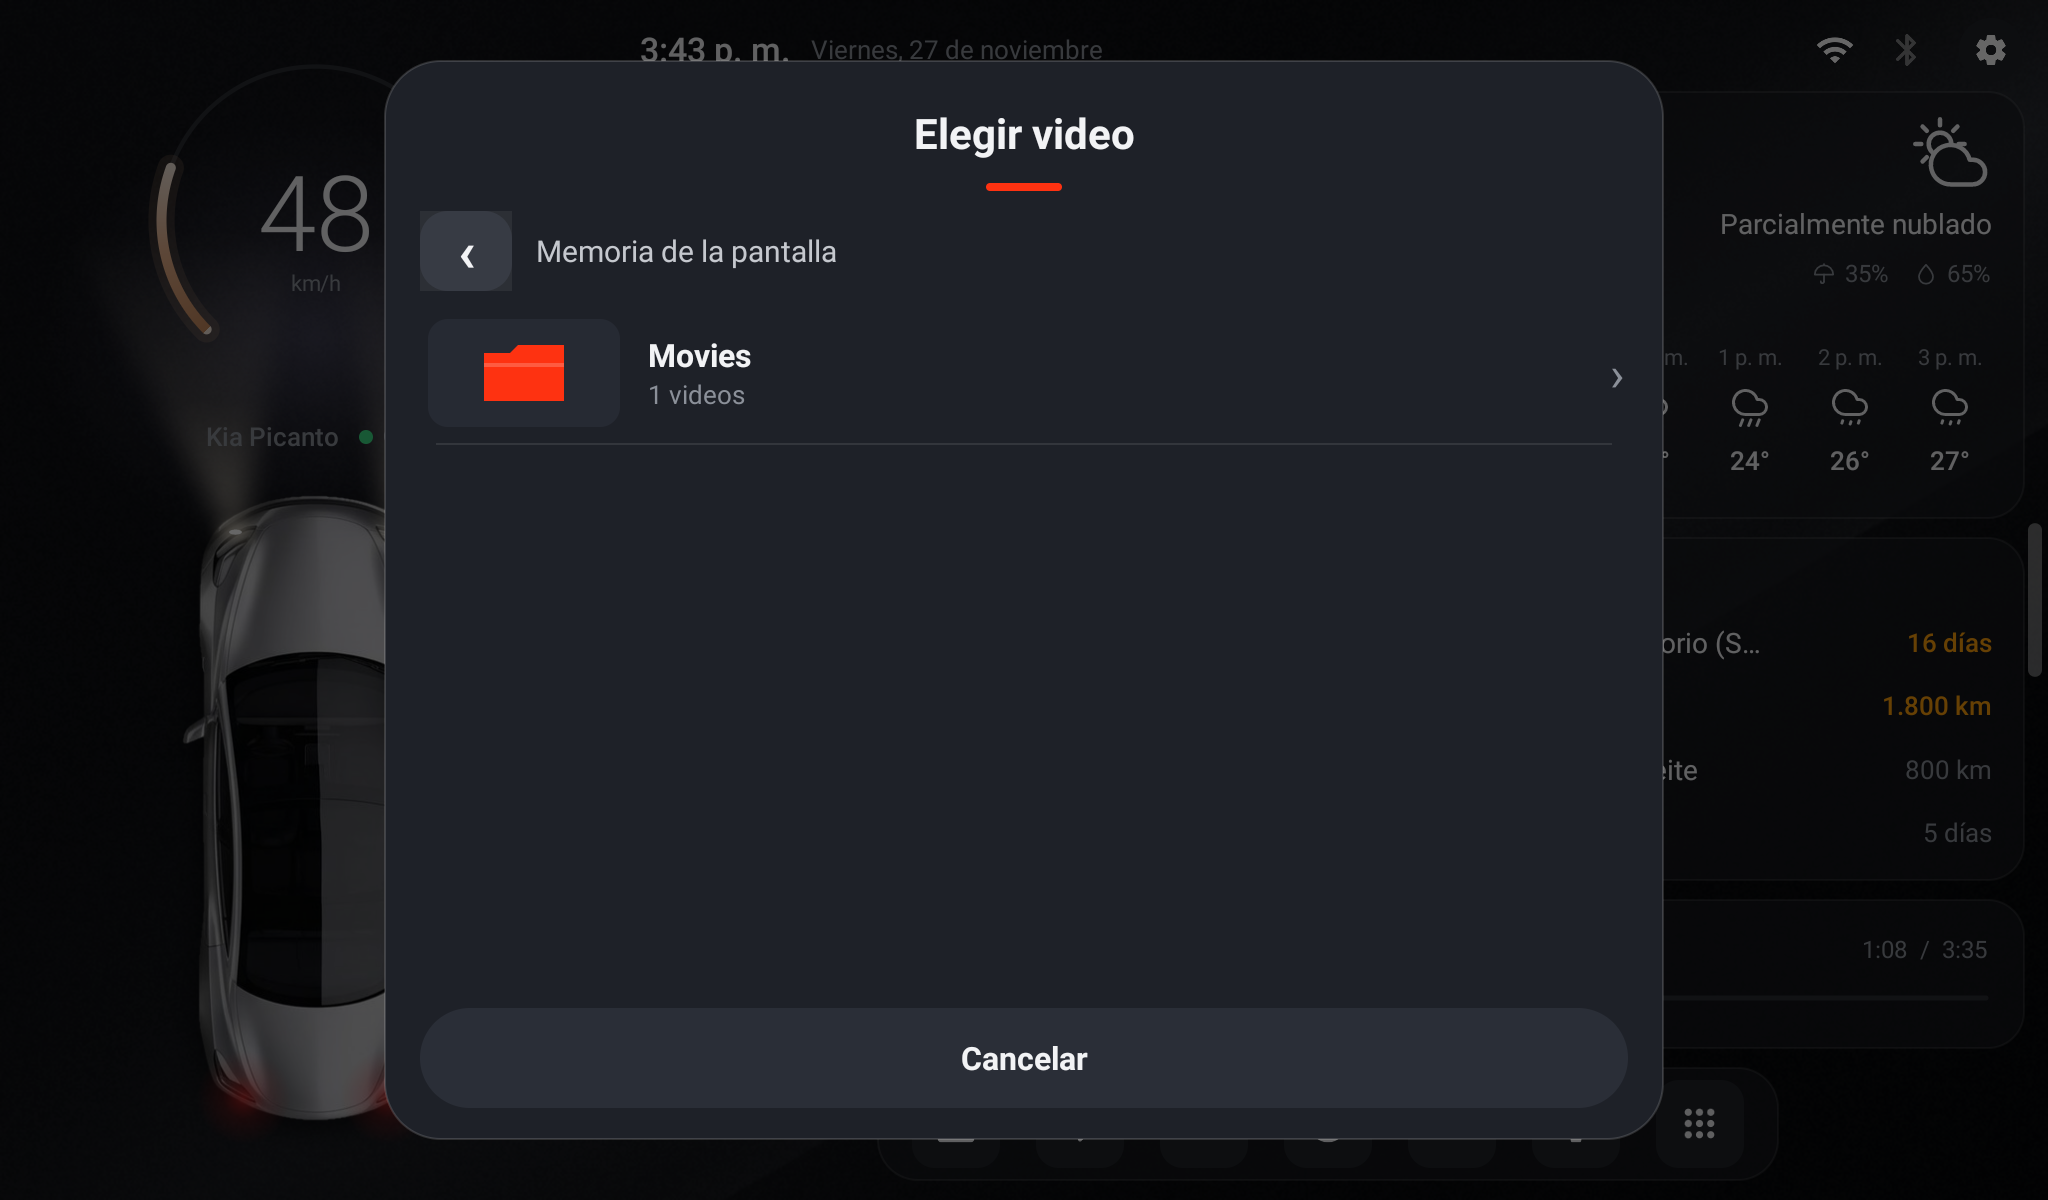 3:43 p. m. Viernes, 27 de noviembre
Elegir video
Memoria de la pantalla
Movies
1 videos
Cancelar
48
km/h
Kia Picanto
Parcialmente nublado
35% 65%
m. 1 p. m. 2 p. m. 3 p. m.
24° 26° 27°
orio (S... 16 días
1.800 km
eite 800 km
5 días
1:08 / 3:35